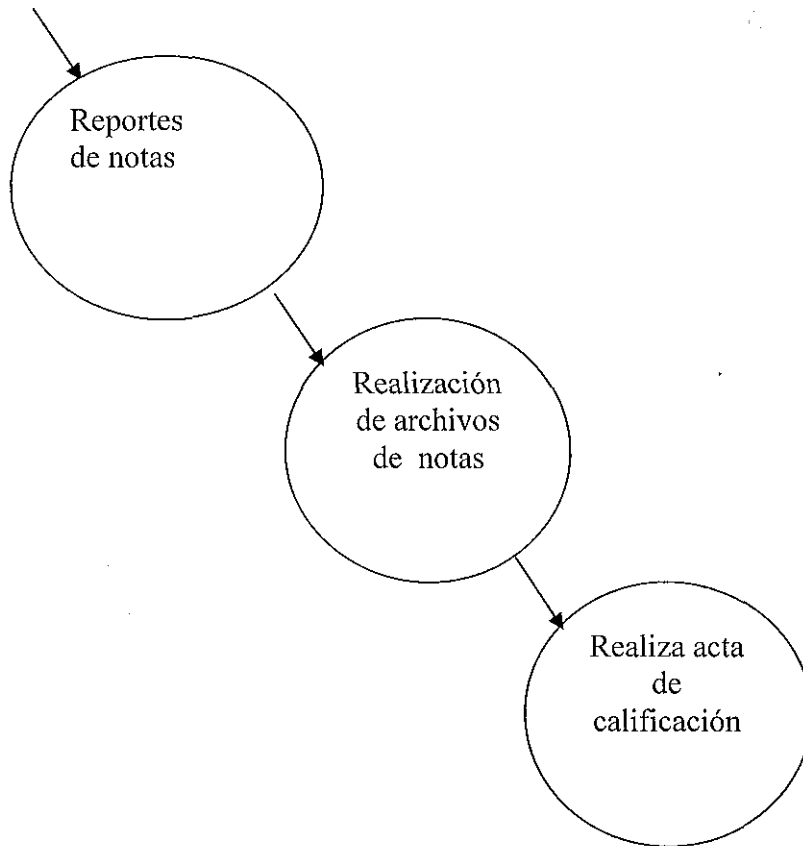 Reportes
de notas
Realización
de archivos
de notas
Realiza acta
de
calificación